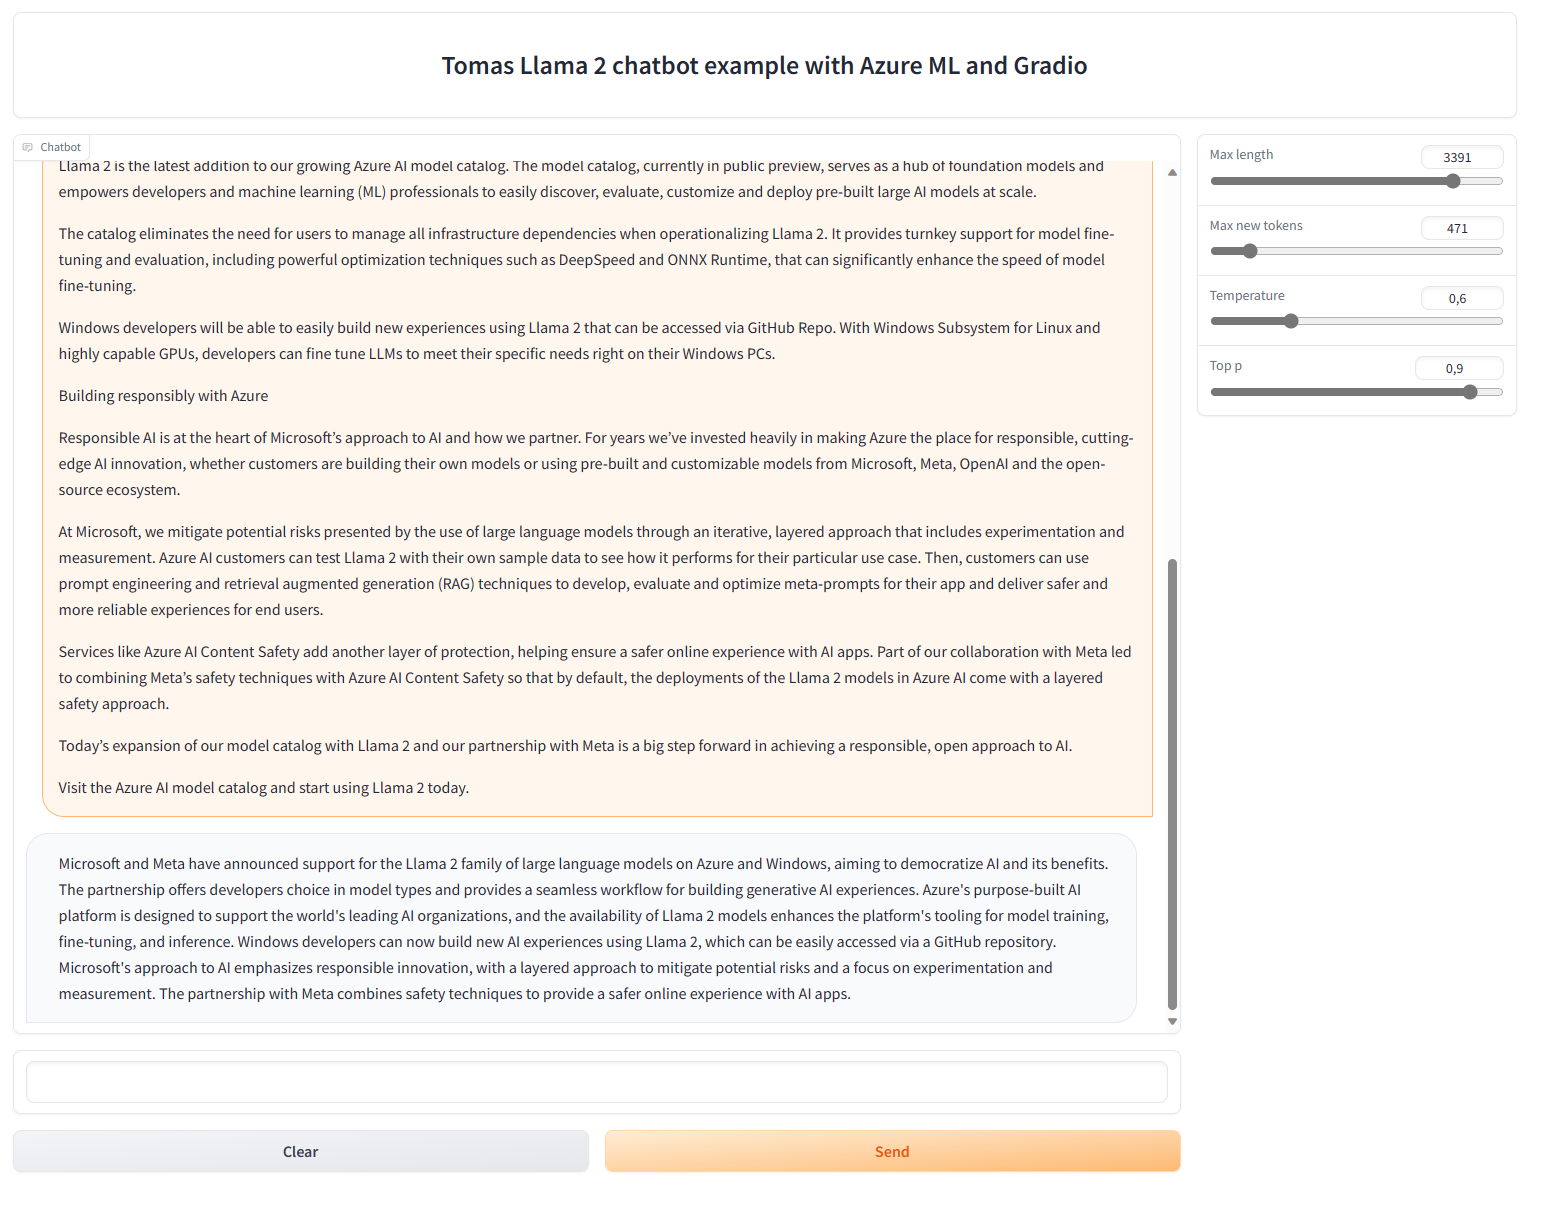 Tomas Llama 2 chatbot example with Azure ML and Gradio
Chatbot
Llama 2 is the latest addition to our growing Azure AI model catalog. The model catalog, currently in public preview, serves as a hub of foundation models and
empowers developers and machine learning (ML) professionals to easily discover, evaluate, customize and deploy pre-built large AI models at scale.
The catalog eliminates the need for users to manage all infrastructure dependencies when operationalizing Llama 2. It provides turnkey support for model fine-
tuning and evaluation, including powerful optimization techniques such as DeepSpeed and ONNX Runtime, that can significantly enhance the speed of model
fine-tuning.
Windows developers will be able to easily build new experiences using Llama 2 that can be accessed via GitHub Repo. With Windows Subsystem for Linux and
highly capable GPUs, developers can fine tune LLMs to meet their specific needs right on their Windows PCs.
Building responsibly with Azure
Responsible AI is at the heart of Microsoft’s approach to AI and how we partner. For years we’ve invested heavily in making Azure the place for responsible, cutting-
edge AI innovation, whether customers are building their own models or using pre-built and customizable models from Microsoft, Meta, OpenAI and the open-
source ecosystem.
At Microsoft, we mitigate potential risks presented by the use of large language models through an iterative, layered approach that includes experimentation and
measurement. Azure AI customers can test Llama 2 with their own sample data to see how it performs for their particular use case. Then, customers can use
prompt engineering and retrieval augmented generation (RAG) techniques to develop, evaluate and optimize meta-prompts for their app and deliver safer and
more reliable experiences for end users.
Services like Azure AI Content Safety add another layer of protection, helping ensure a safer online experience with AI apps. Part of our collaboration with Meta led
to combining Meta’s safety techniques with Azure AI Content Safety so that by default, the deployments of the Llama 2 models in Azure AI come with a layered
safety approach.
Today’s expansion of our model catalog with Llama 2 and our partnership with Meta is a big step forward in achieving a responsible, open approach to AI.
Visit the Azure AI model catalog and start using Llama 2 today.
Microsoft and Meta have announced support for the Llama 2 family of large language models on Azure and Windows, aiming to democratize AI and its benefits.
The partnership offers developers choice in model types and provides a seamless workflow for building generative AI experiences. Azure's purpose-built AI
platform is designed to support the world's leading AI organizations, and the availability of Llama 2 models enhances the platform's tooling for model training,
fine-tuning, and inference. Windows developers can now build new AI experiences using Llama 2, which can be easily accessed via a GitHub repository.
Microsoft's approach to AI emphasizes responsible innovation, with a layered approach to mitigate potential risks and a focus on experimentation and
measurement. The partnership with Meta combines safety techniques to provide a safer online experience with AI apps.
Clear
Send
Max length
3391
Max new tokens
471
Temperature
0,6
Top p
0,9